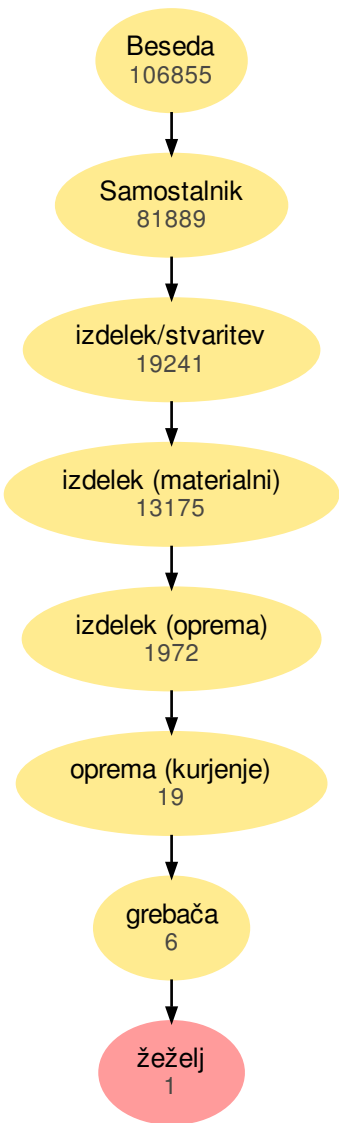 Beseda
106855
Samostalnik
81889
izdelek/stvaritev
19241
izdelek (materialni)
13175
izdelek (oprema)
1972
oprema (kurjenje)
19
grebača
6
žeželj
1